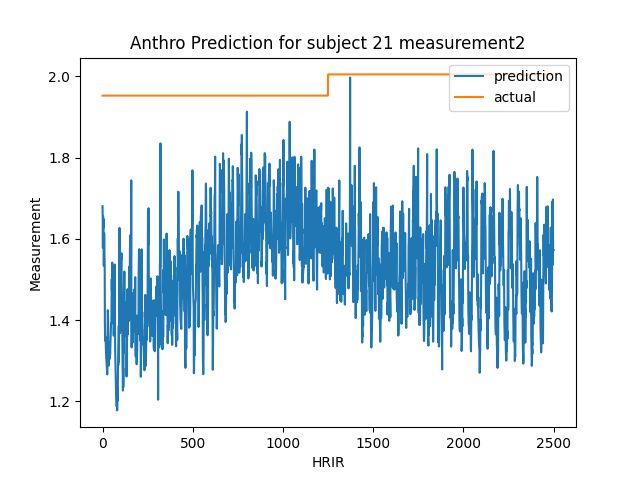 Anthro Prediction for subject 21 measurement2
prediction
actual
Measurement
2.0
1.8
1.6
1.4
1.2
0 500 1000 1500 2000 2500
HRIR